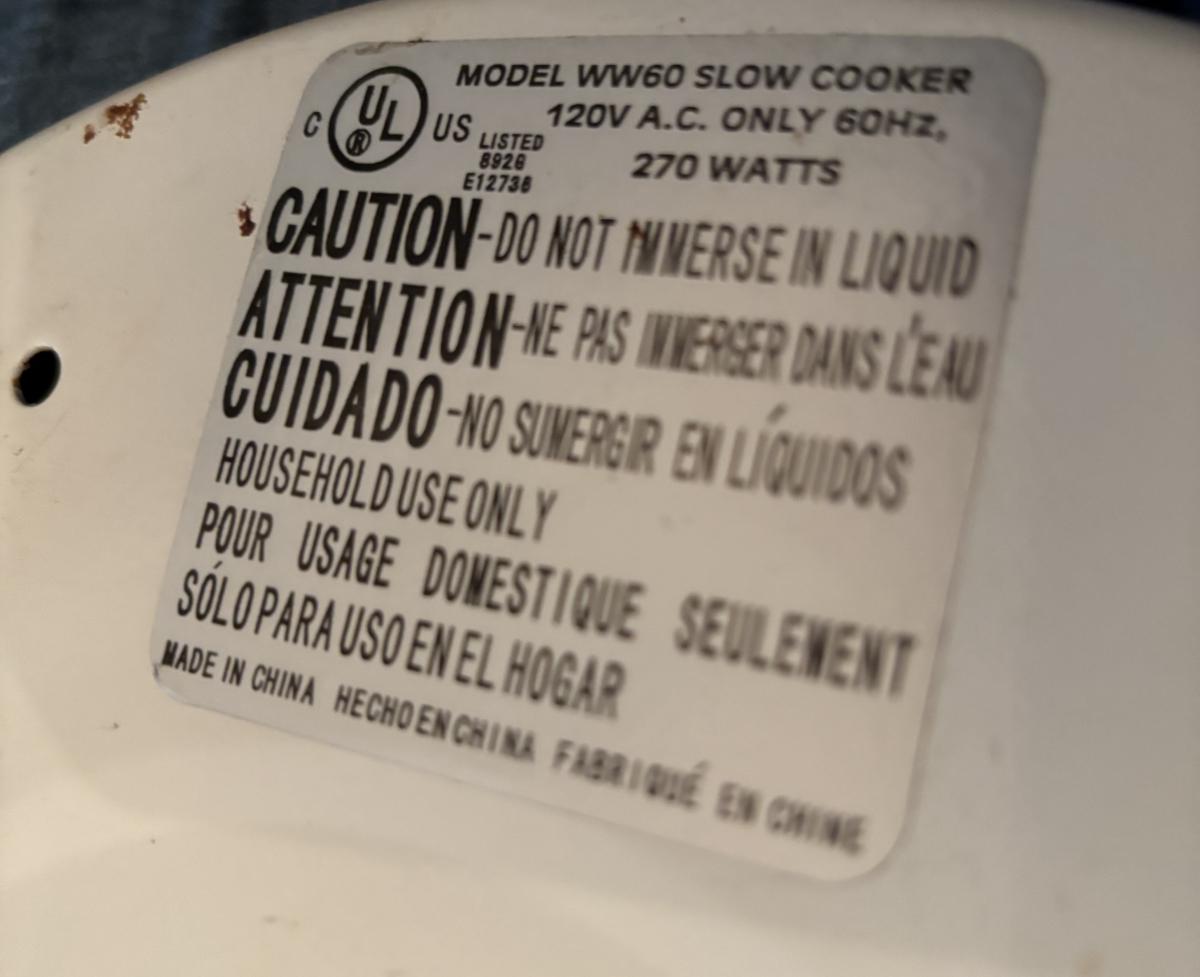 C UL® US
MODEL WW60 SLOW COOKER
120V A.C. ONLY 60Hz,
270 WATTS
LISTED
892G
E12736
CAUTION-DO NOT IMMERSE IN LIQUID
ATTENTION-NE PAS IMMERGER DANS L'EAU
CUIDADO-NO SUMERGIR EN LÍQUIDOS
HOUSEHOLD USE ONLY
POUR USAGE DOMESTIQUE SEULEMENT
SÓLO PARA USO EN EL HOGAR
MADE IN CHINA HECHO EN CHINA FABRIQUÉ EN CHINE